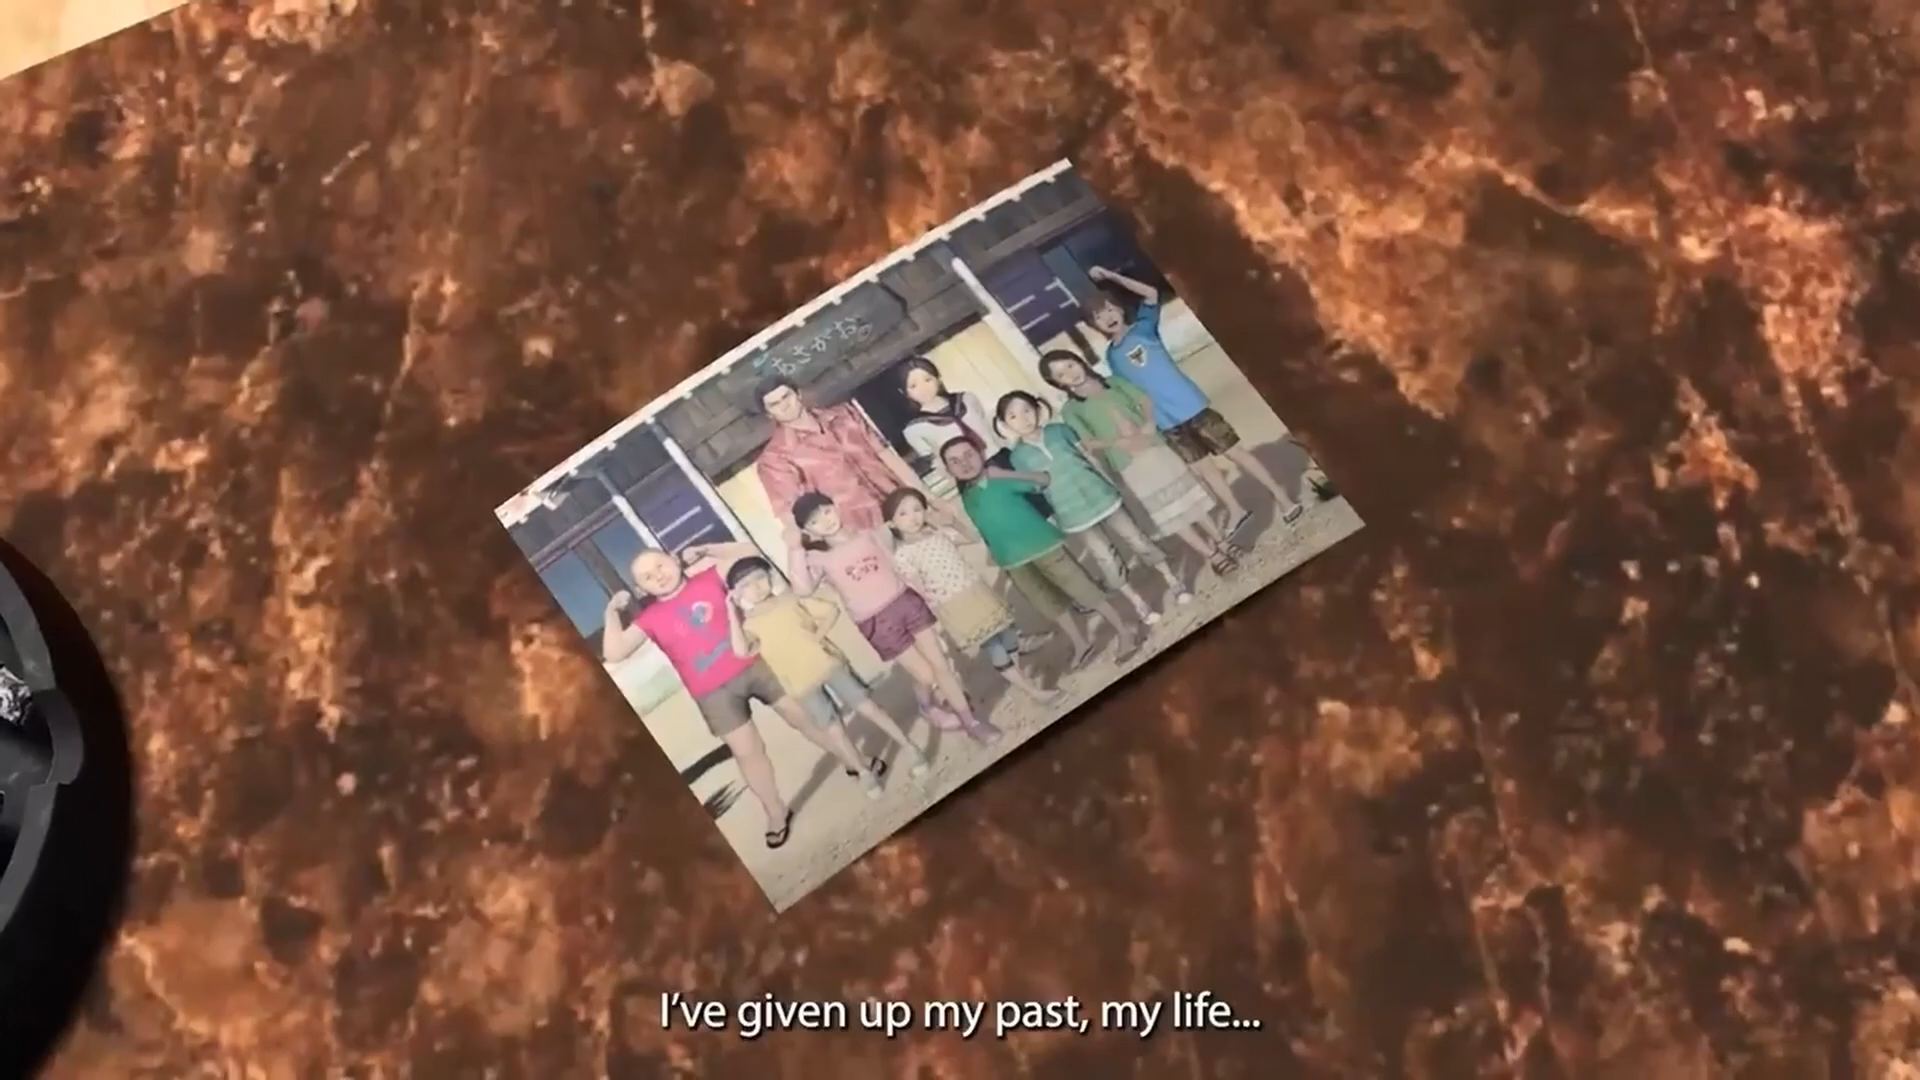 あさがお
I've given up my past, my life...